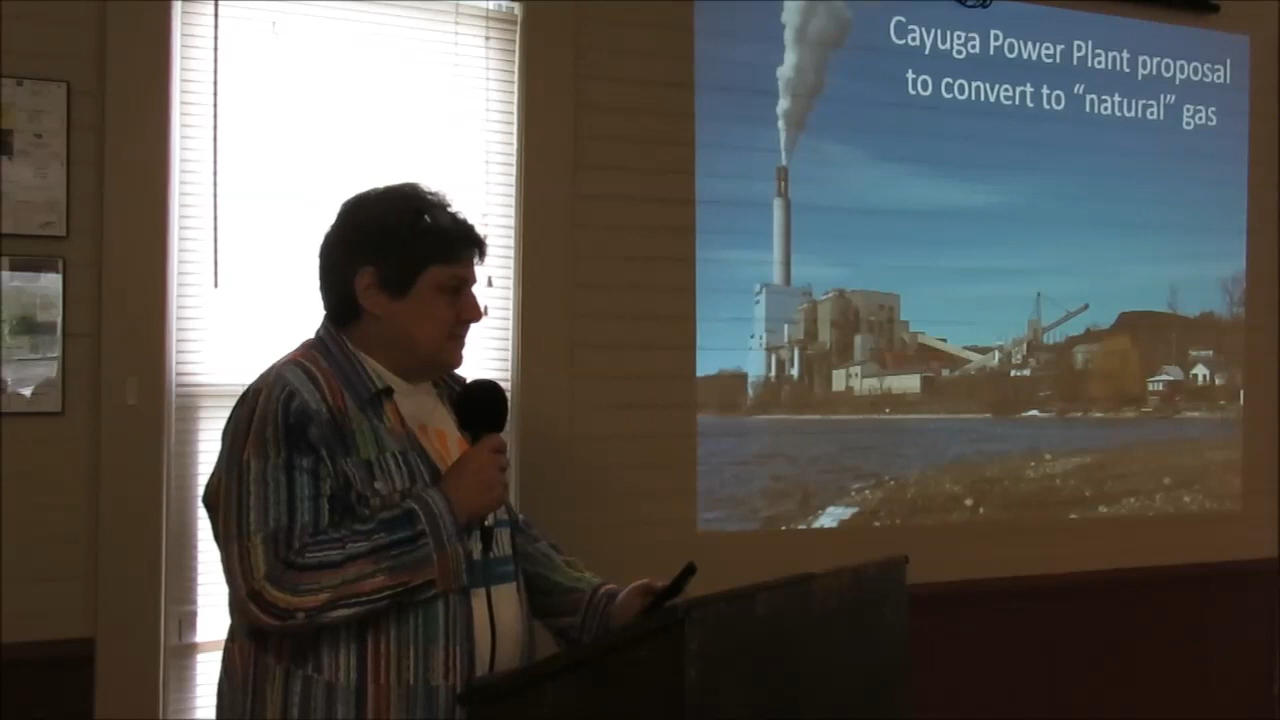 Cayuga Power Plant proposal
to convert to “natural” gas